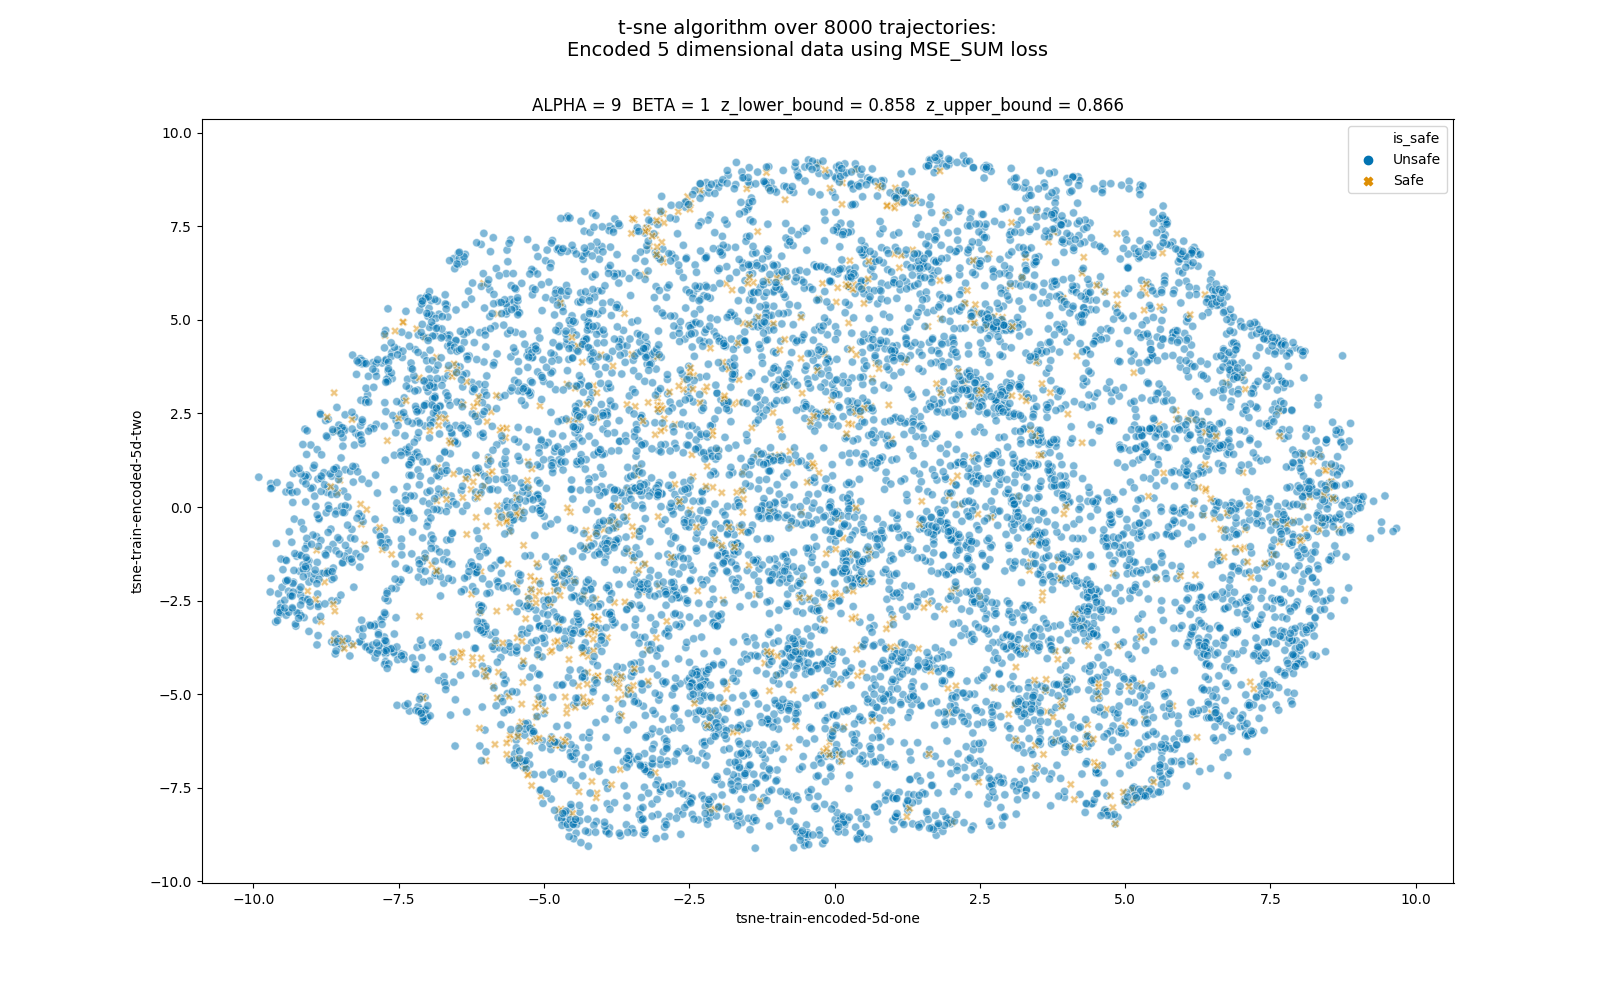 t-sne algorithm over 8000 trajectories:
Encoded 5 dimensional data using MSE_SUM loss
ALPHA = 9  BETA = 1  z_lower_bound = 0.858  z_upper_bound = 0.866
is_safe
Unsafe
Safe
10.0
7.5
5.0
2.5
0.0
−2.5
−5.0
−7.5
−10.0
tsne-train-encoded-5d-two
−10.0 −7.5 −5.0 −2.5 0.0 2.5 5.0 7.5 10.0
tsne-train-encoded-5d-one